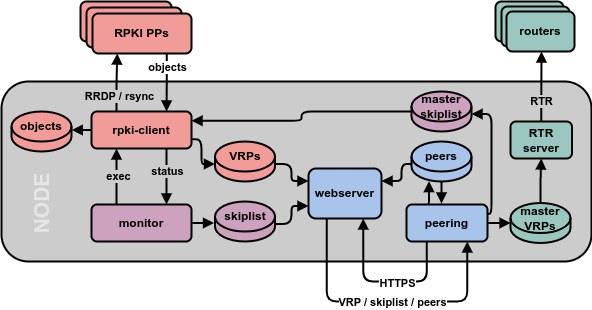 RPKI PPs
routers
objects
RRDP / rsync
RTR
master
skiplist
objects
rpki-client
RTR
server
VRPs
peers
exec
status
webserver
NODE
monitor
skiplist
peering
master
VRPs
HTTPS
VRP / skiplist / peers